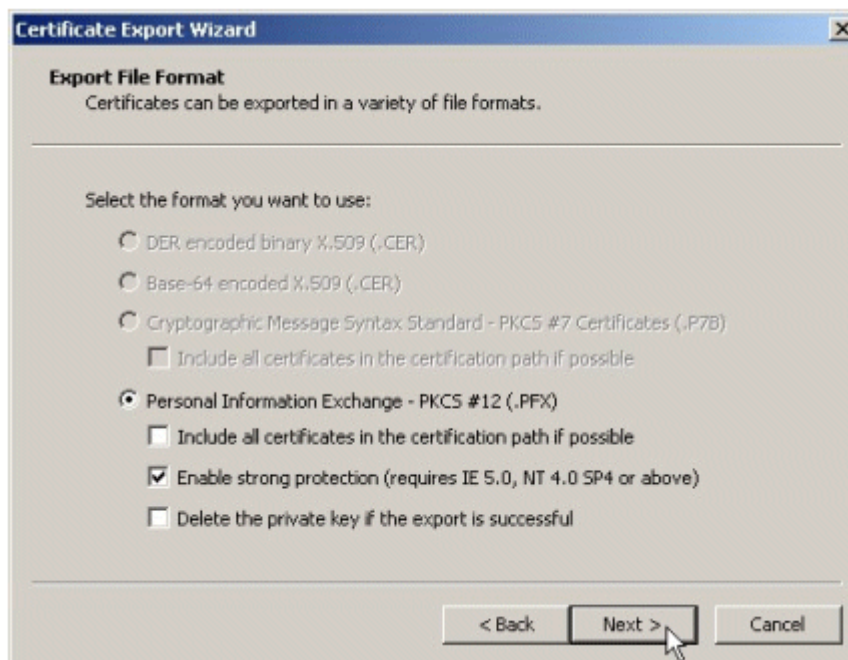 Certificate Export Wizard
Export File Format
Certificates can be exported in a variety of file formats.
Select the format you want to use:
DER encoded binary X.509 (.CER)
Base-64 encoded X.509 (.CER)
Cryptographic Message Syntax Standard - PKCS #7 Certificates (.P7B)
Include all certificates in the certification path if possible
Personal Information Exchange - PKCS #12 (.PFX)
Include all certificates in the certification path if possible
Enable strong protection (requires IE 5.0, NT 4.0 SP4 or above)
Delete the private key if the export is successful
< Back Next > Cancel